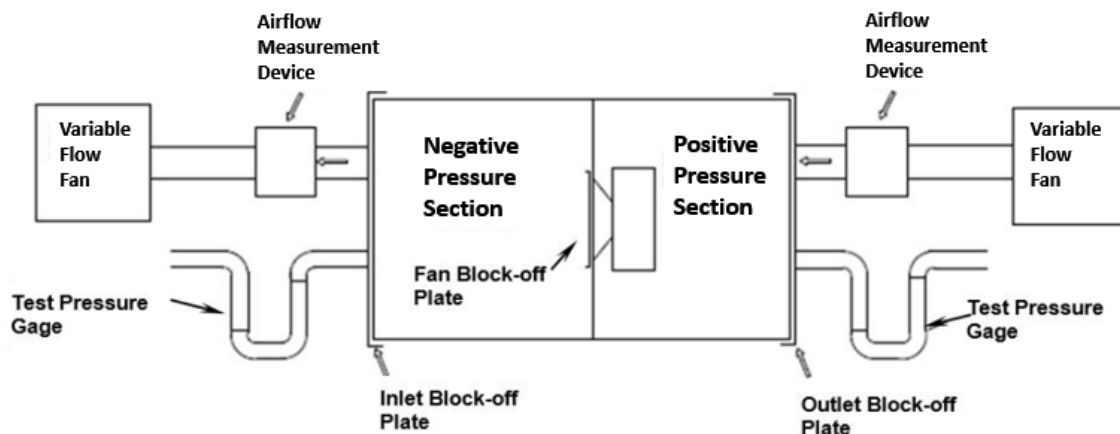 Airflow
Measurement
Device
Airflow
Measurement
Device
Variable
Flow
Fan
Negative
Pressure
Section
Positive
Pressure
Section
Variable
Flow
Fan
Fan Block-off
Plate
Test Pressure
Gage
Test Pressure
Gage
Inlet Block-off
Plate
Outlet Block-off
Plate